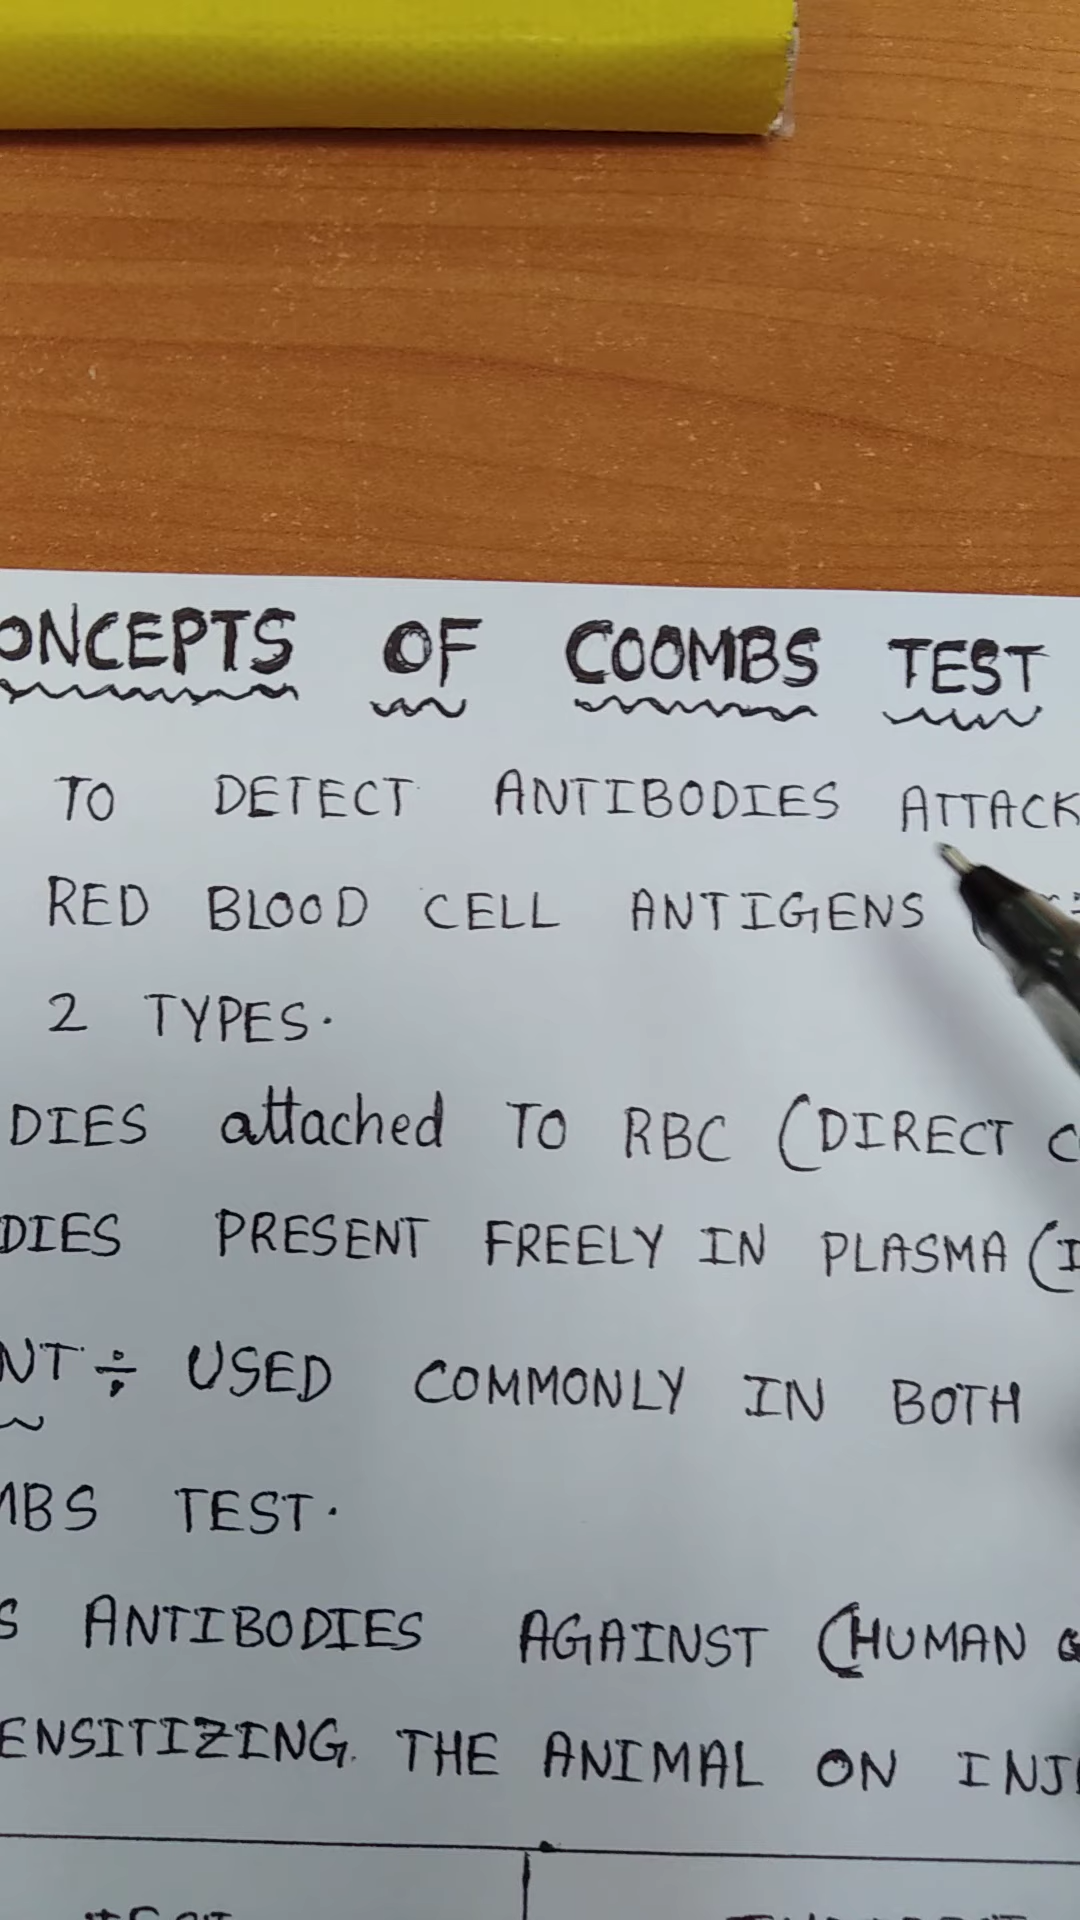 ONCEPTS OF COOMBS TEST
TO DETECT ANTIBODIES ATTACK
RED BLOOD CELL ANTIGENS
2 TYPES.
DIES attached TO RBC (DIRECT C
DIES PRESENT FREELY IN PLASMA (I
NT ÷ USED COMMONLY IN BOTH
MBS TEST.
S ANTIBODIES AGAINST (HUMAN
ENSITIZING THE ANIMAL ON INJ